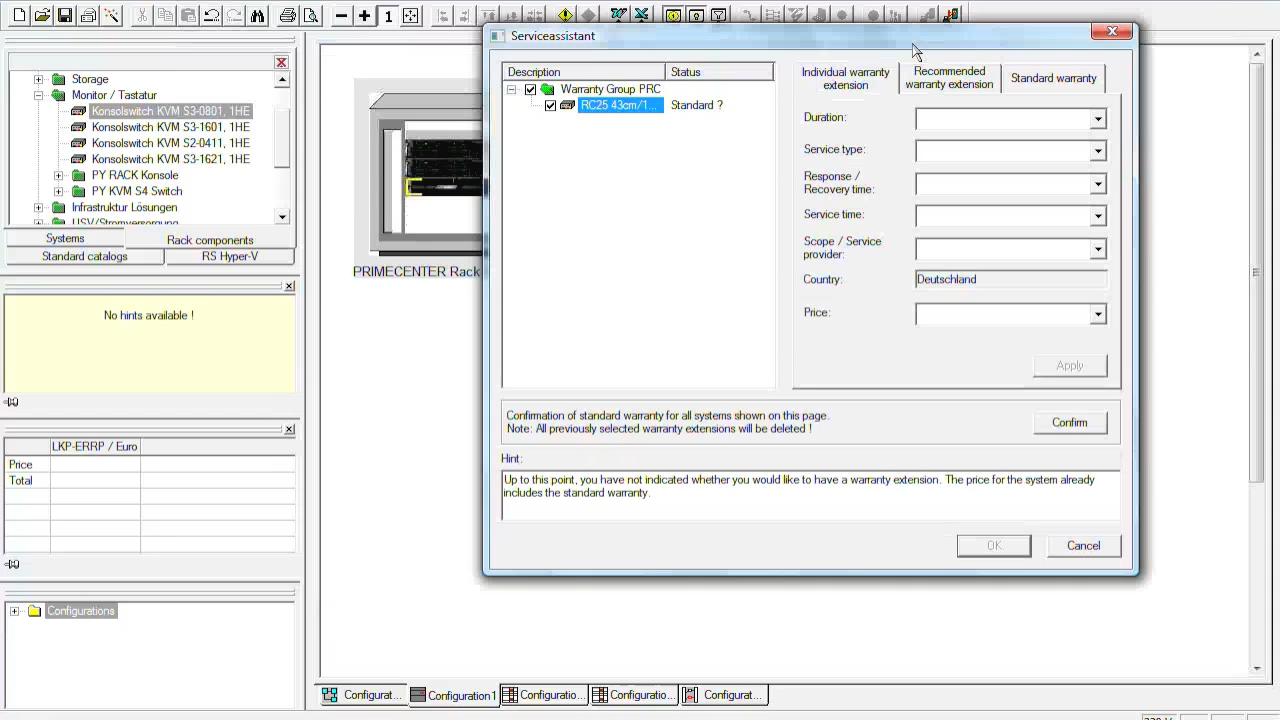 1
Storage
Monitor / Tastatur
Konsolswitch KVM S3-0801, 1HE
Konsolswitch KVM S3-1601, 1HE
Konsolswitch KVM S2-0411, 1HE
Konsolswitch KVM S3-1621, 1HE
PY RACK Konsole
PY KVM S4 Switch
Infrastruktur Lösungen
USV/Stromversorgung
Systems
Rack components
Standard catalogs
RS Hyper-V
No hints available !
LKP-ERRP / Euro
Price
Total
Configurations
PRIMECENTER Rack
Serviceassistant
Description Status
Warranty Group PRC
RC25 43cm/1... Standard ?
Individual warranty
extension
Recommended
warranty extension
Standard warranty
Duration:
Service type:
Response /
Recovery time:
Service time:
Scope / Service
provider:
Country: Deutschland
Price:
Apply
Confirmation of standard warranty for all systems shown on this page.
Note: All previously selected warranty extensions will be deleted !
Confirm
Hint:
Up to this point, you have not indicated whether you would like to have a warranty extension. The price for the system already
includes the standard warranty.
OK Cancel
Configurat... Configuration1 Configuratio... Configuratio... Configurat...